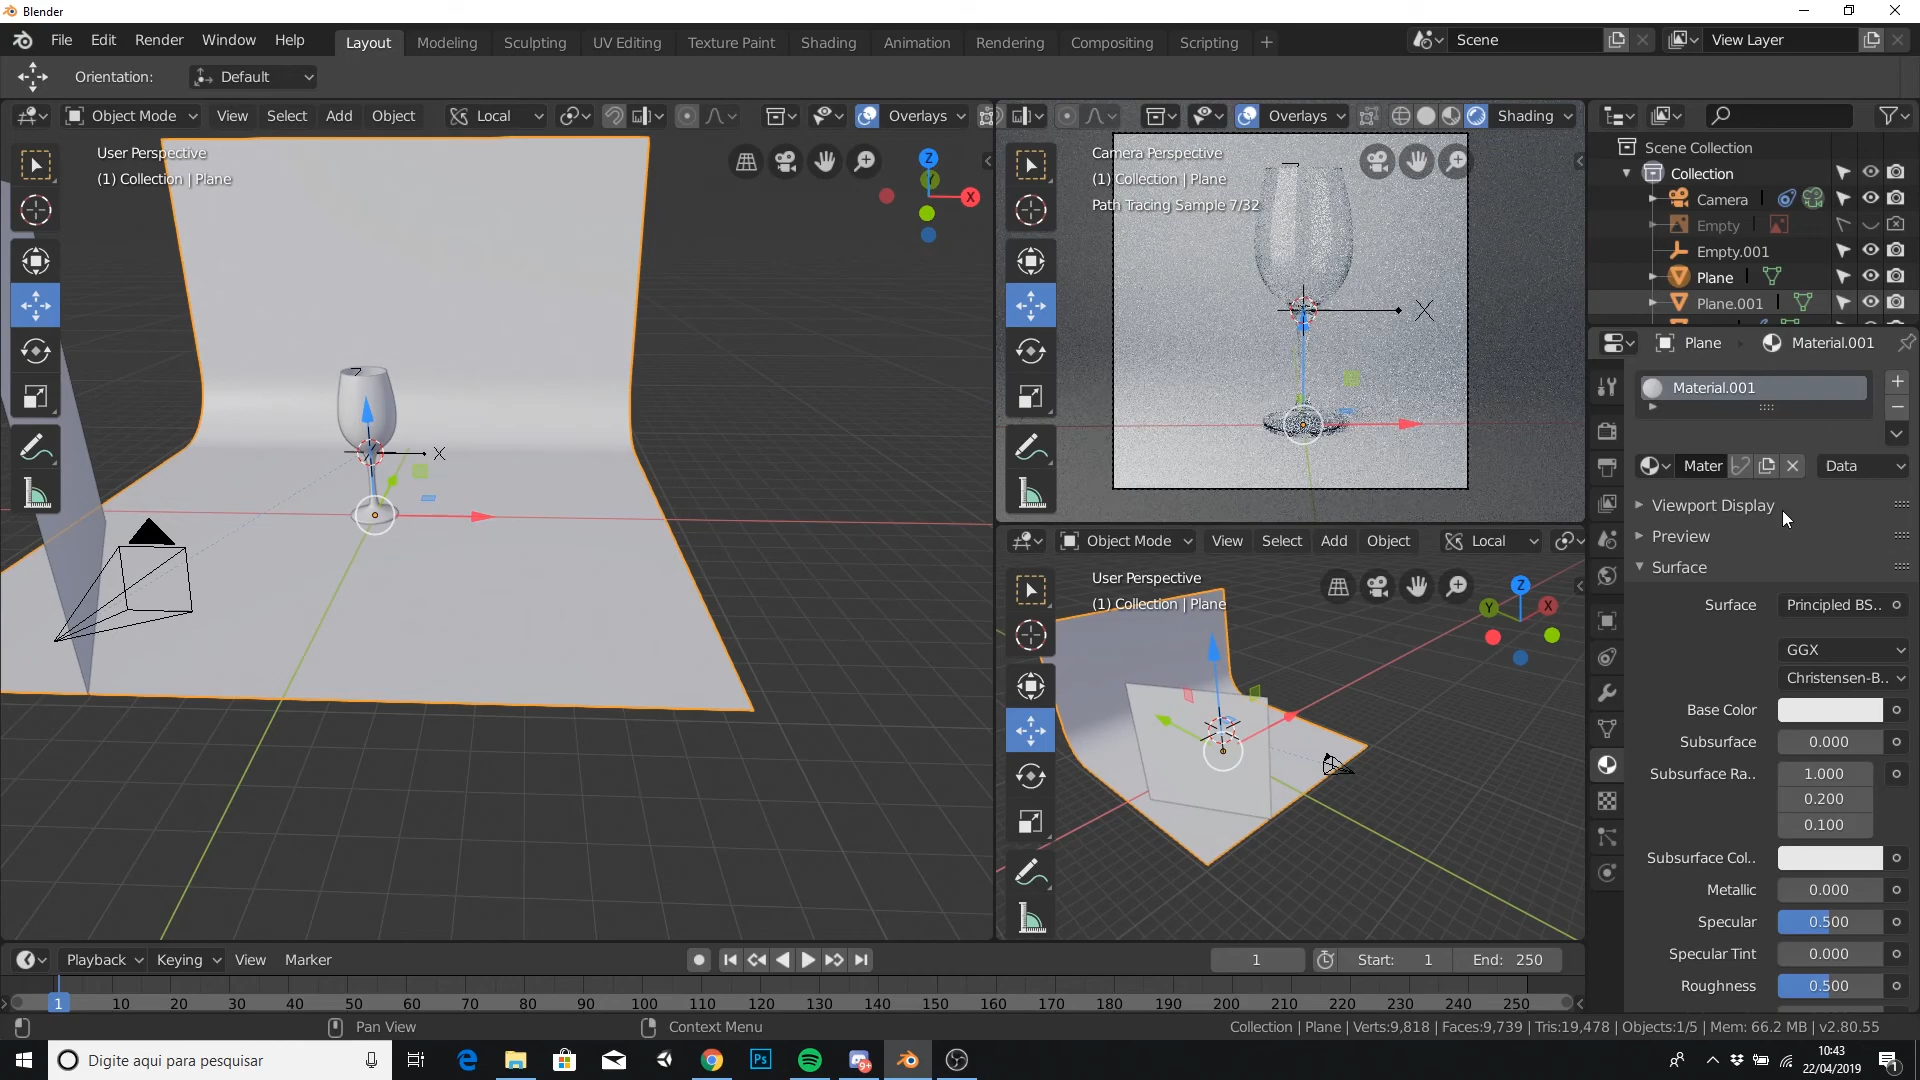 Blender
File Edit Render Window Help Layout Modeling Sculpting UV Editing Texture Paint Shading Animation Rendering Compositing Scripting Scene View Layer
Orientation: Default
Object Mode View Select Add Object Local Overlays
User Perspective
(1) Collection | Plane
Z
X
X
Overlays Shading
Camera Perspective
(1) Collection | Plane
Path Tracing Sample 7/32
X
Object Mode View Select Add Object Local
User Perspective
(1) Collection | Plane
Z
Y
X
Scene Collection
Collection
Camera
Empty
Empty.001
Plane
Plane.001
Plane Material.001
Material.001
Mater Data
Viewport Display
Preview
Surface
Surface Principled BS..
GGX
Christensen-B..
Base Color
Subsurface 0.000
Subsurface Ra.. 1.000
0.200
0.100
Subsurface Col..
Metallic 0.000
Specular 0.500
Specular Tint 0.000
Roughness 0.500
Playback Keying View Marker 1 Start: 1 End: 250
1 10 20 30 40 50 60 70 80 90 100 110 120 130 140 150 160 170 180 190 200 210 220 230 240 250
Pan View Context Menu Collection | Plane | Verts:9,818 | Faces:9,739 | Tris:19,478 | Objects:1/5 | Mem: 66.2 MB | v2.80.55
Digite aqui para pesquisar
Ps
10:43
22/04/2019